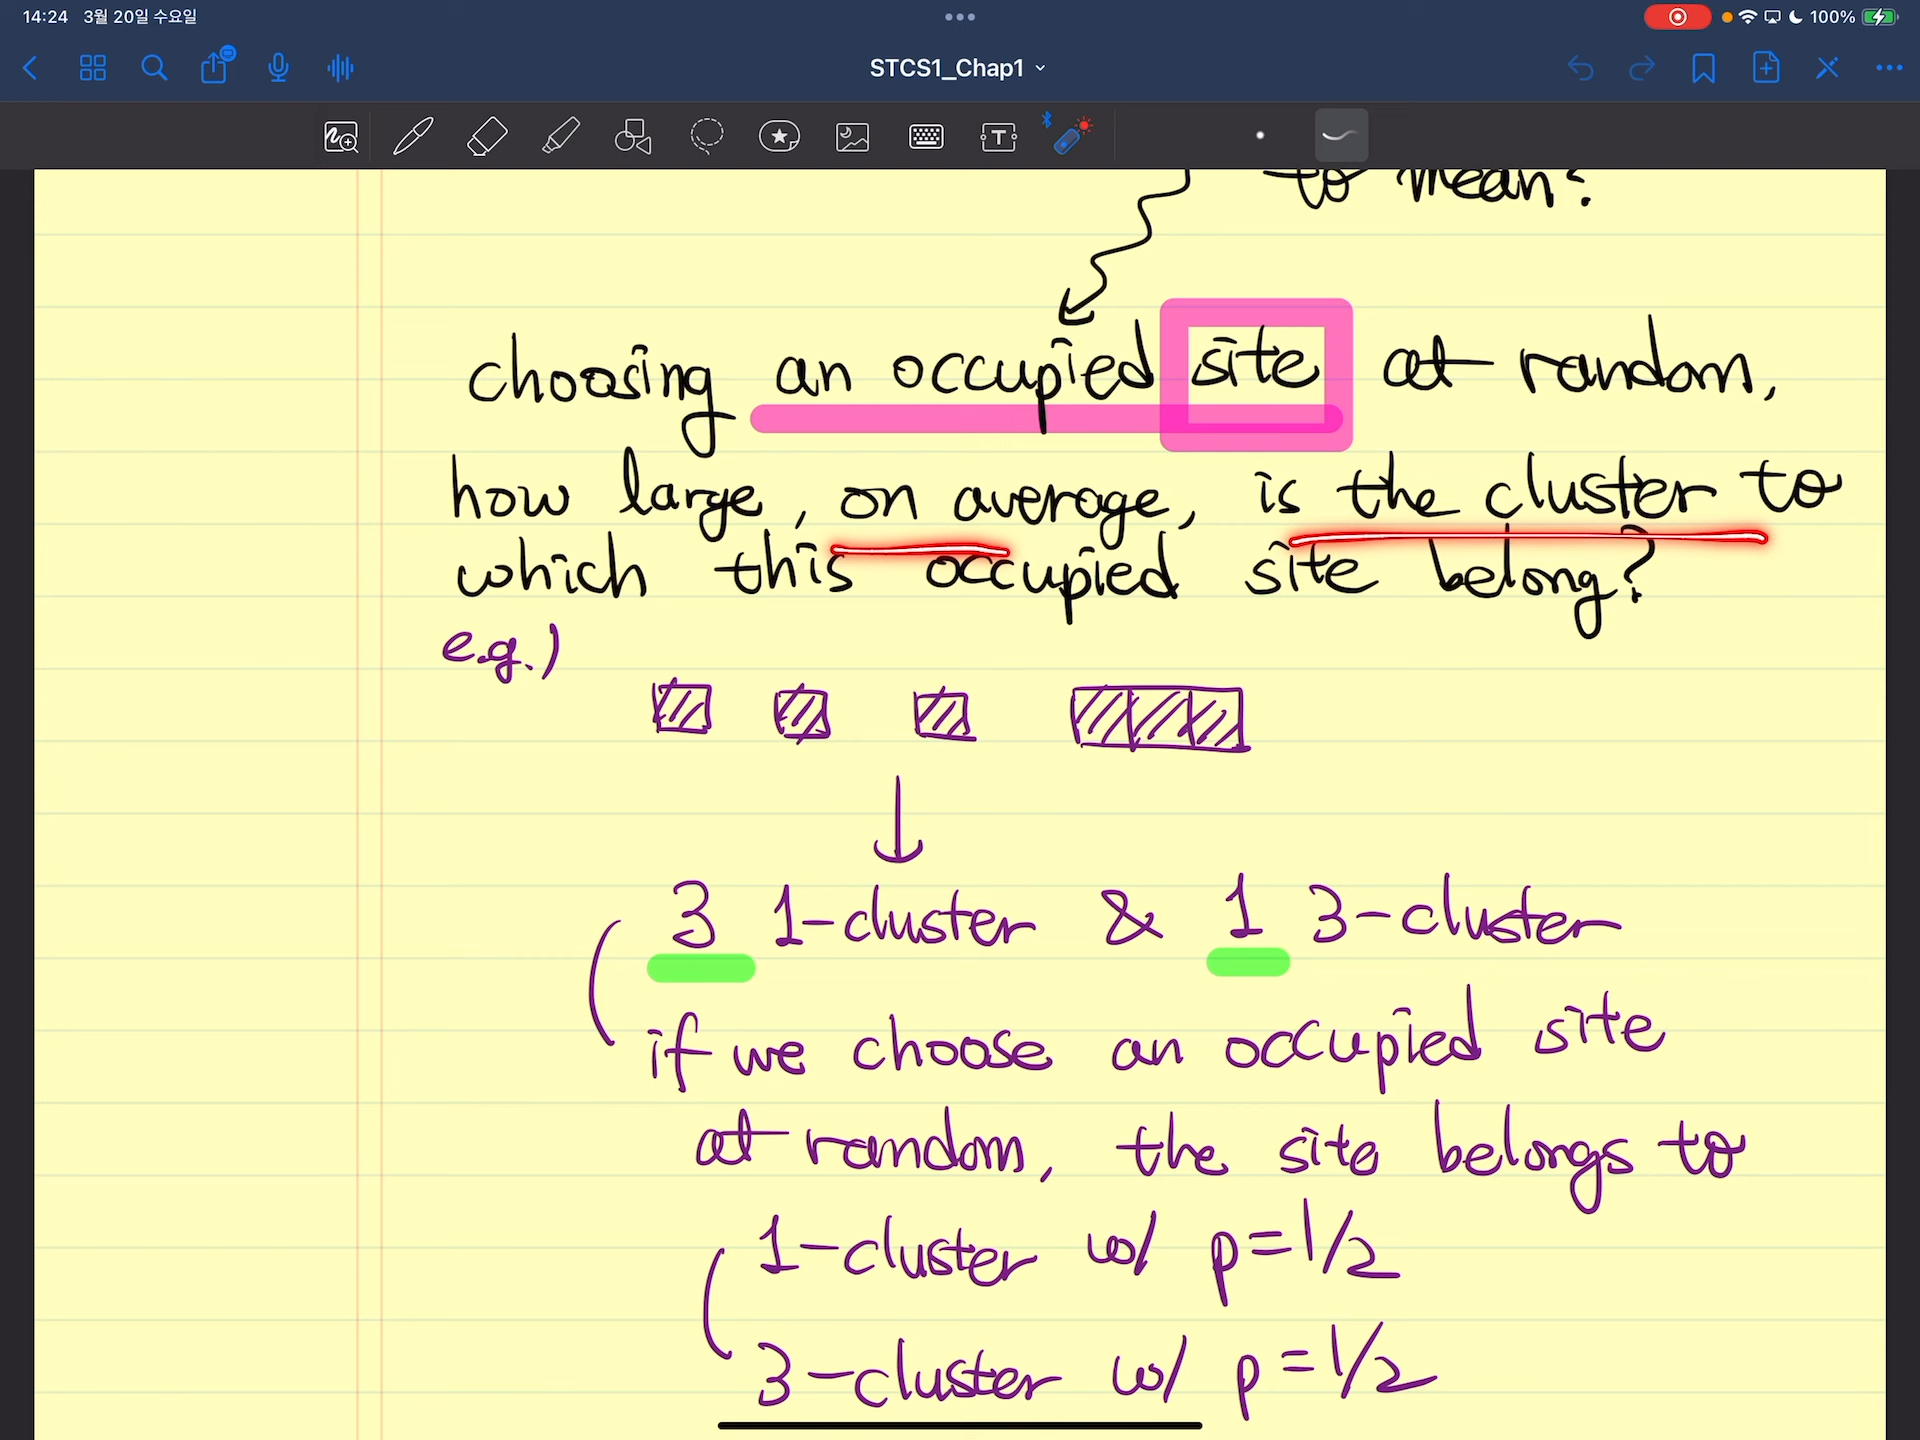 14:24 3월 20일 수요일
100%
STCS1_Chap1
to mean?
choosing an occupied site at random,
how large, on average, is the cluster to
which this occupied site belong?
e.g.)
3 1-cluster & 1 3-cluster
if we choose an occupied site
at random, the site belongs to
1-cluster w/ p=1/2
3-cluster w/ p=1/2